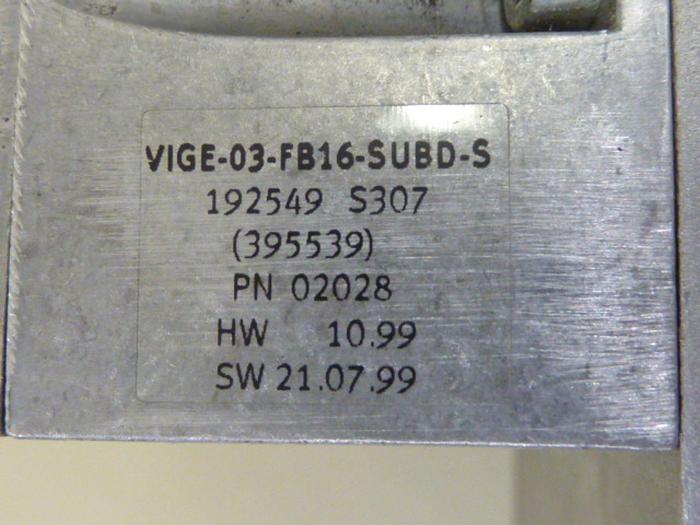 VIGE-03-FB16-SUBD-S
192549 S307
(395539)
PN 02028
HW 10.99
SW 21.07.99